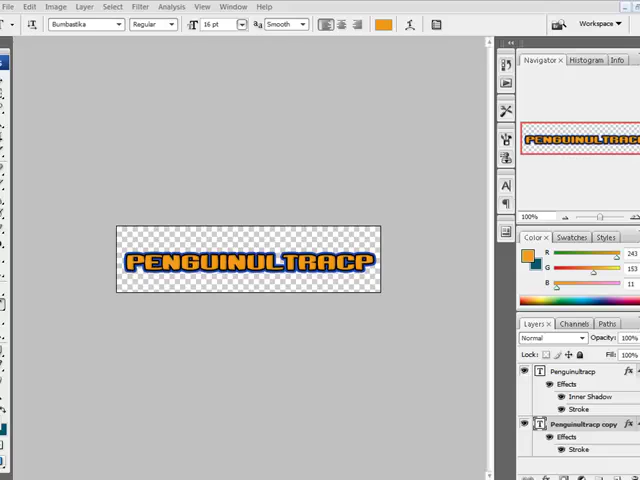 File Edit Image Layer Select Filter Analysis View Window Help
Bumbastika Regular 16 pt Smooth Workspace
Navigator Histogram Info
PENGUINULTRACP
PENGUINULTRACP
100%
Color Swatches Styles
R 243
G 153
B 11
Layers Channels Paths
Normal Opacity: 100%
Lock: Fill: 100%
Penguinultracp fx
Effects
Inner Shadow
Stroke
Penguinultracp copy fx
Effects
Stroke